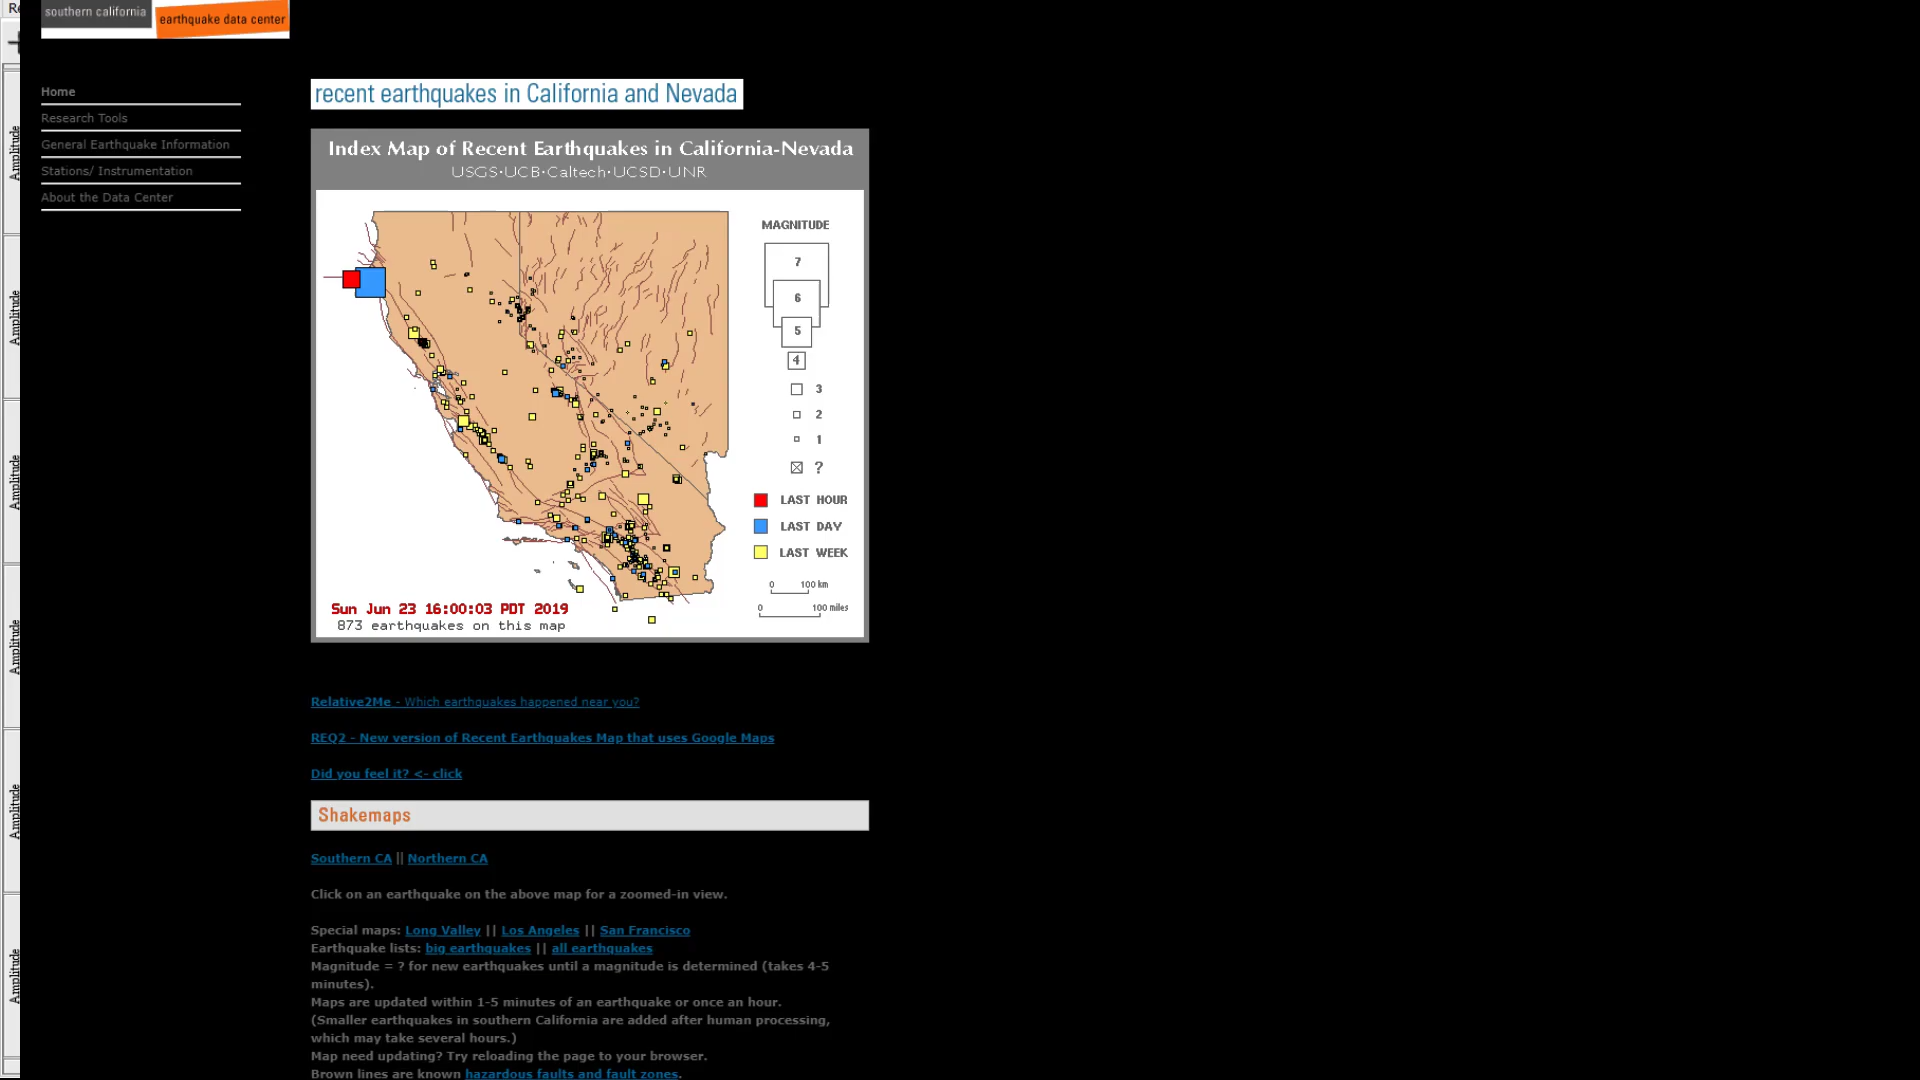 southern california
earthquake data center
Home
Research Tools
General Earthquake Information
Stations/ Instrumentation
About the Data Center
Amplitude
Amplitude
Amplitude
Amplitude
Amplitude
Amplitude
recent earthquakes in California and Nevada
Index Map of Recent Earthquakes in California-Nevada
USGS·UCB·Caltech·UCSD·UNR
MAGNITUDE
7
6
5
4
3
2
1
?
LAST HOUR
LAST DAY
LAST WEEK
0 100 km
0 100 miles
Sun Jun 23 16:00:03 PDT 2019
873 earthquakes on this map
Relative2Me - Which earthquakes happened near you?
REQ2 - New version of Recent Earthquakes Map that uses Google Maps
Did you feel it? <- click
Shakemaps
Southern CA || Northern CA
Click on an earthquake on the above map for a zoomed-in view.
Special maps: Long Valley || Los Angeles || San Francisco
Earthquake lists: big earthquakes || all earthquakes
Magnitude = ? for new earthquakes until a magnitude is determined (takes 4-5
minutes).
Maps are updated within 1-5 minutes of an earthquake or once an hour.
(Smaller earthquakes in southern California are added after human processing,
which may take several hours.)
Map need updating? Try reloading the page to your browser.
Brown lines are known hazardous faults and fault zones.